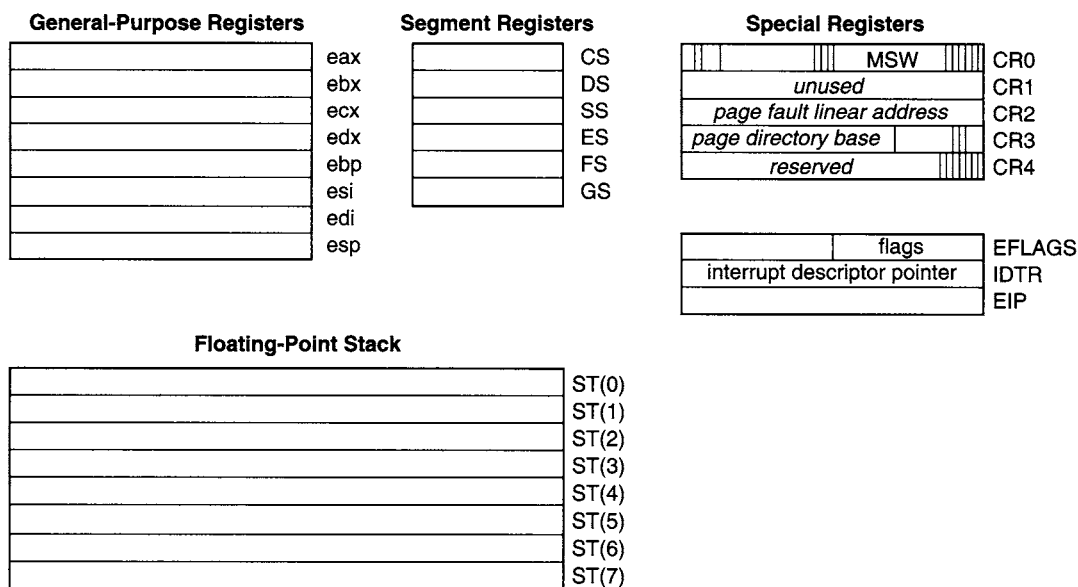 General-Purpose Registers
eax
ebx
ecx
edx
ebp
esi
edi
esp
Segment Registers
CS
DS
SS
ES
FS
GS
Special Registers
MSW CR0
unused CR1
page fault linear address CR2
page directory base CR3
reserved CR4
flags EFLAGS
interrupt descriptor pointer IDTR
EIP
Floating-Point Stack
ST(0)
ST(1)
ST(2)
ST(3)
ST(4)
ST(5)
ST(6)
ST(7)